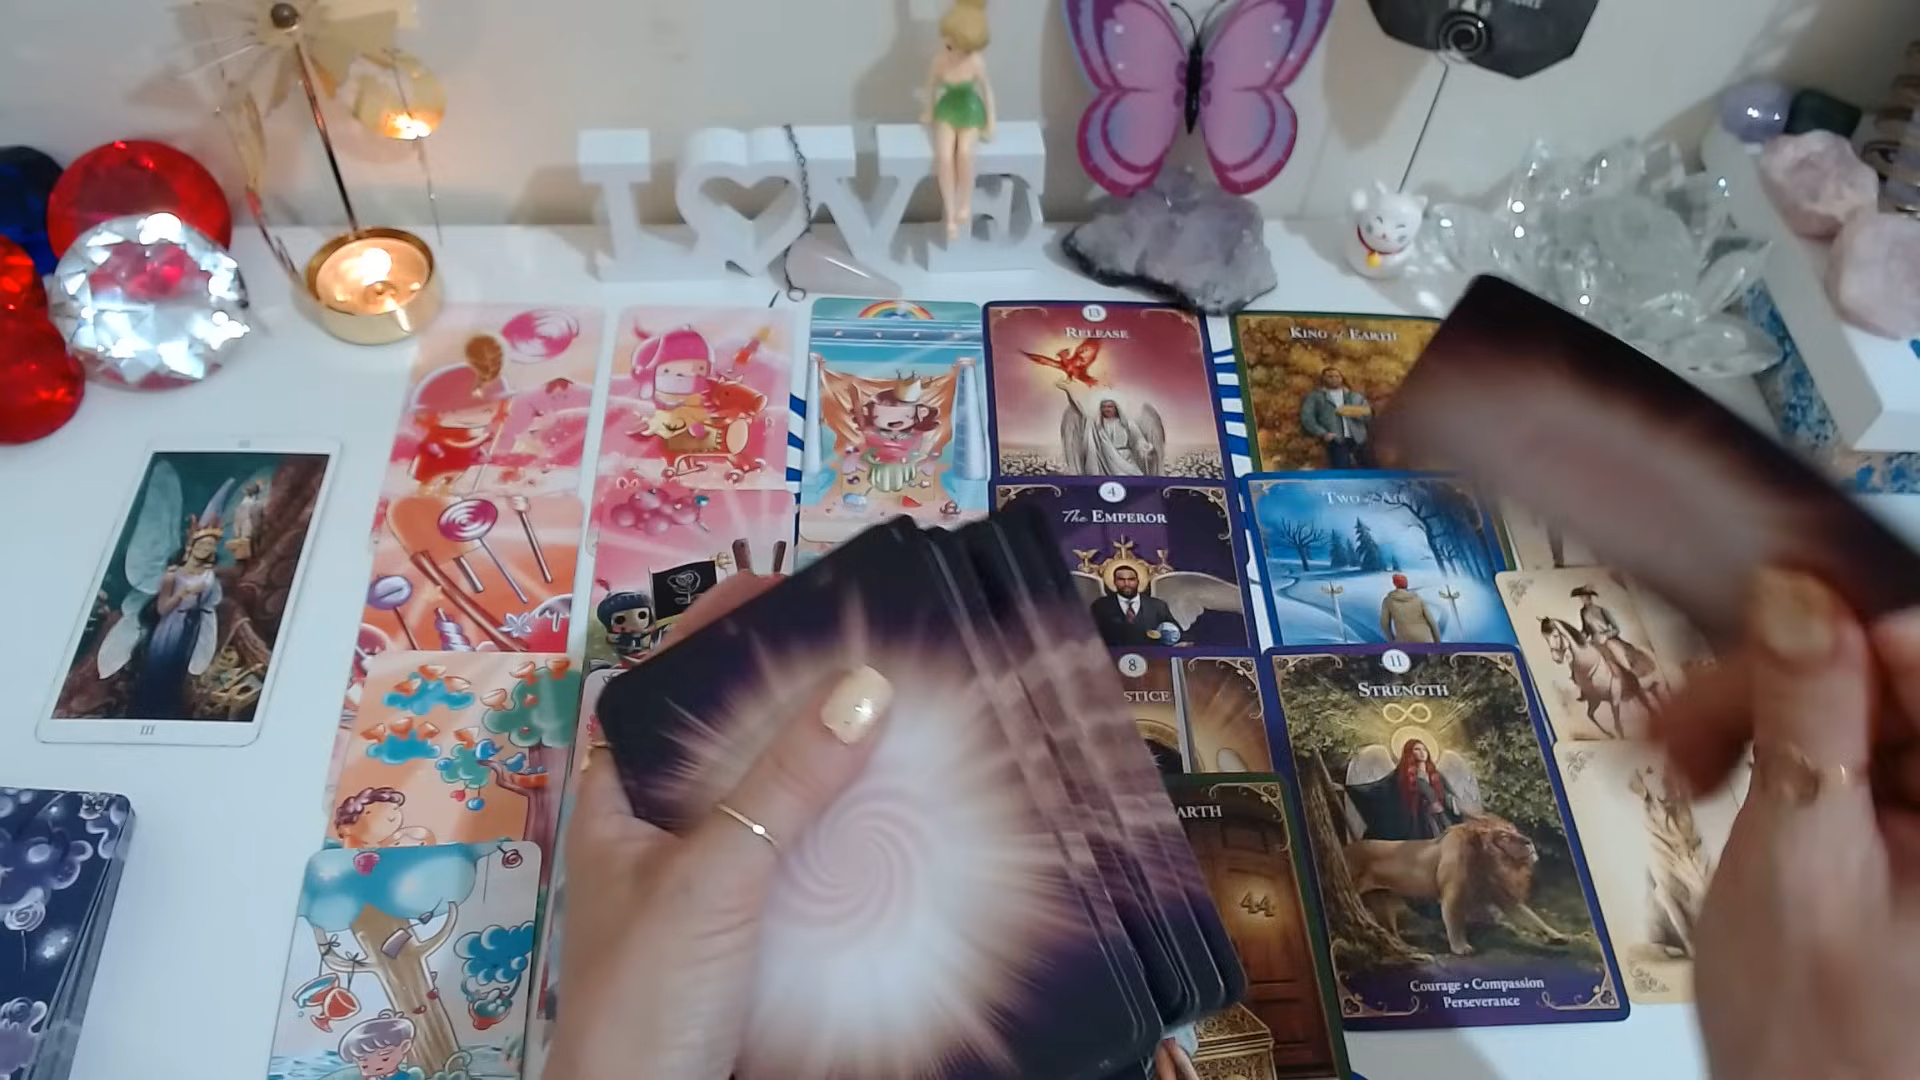 LOVE
13
RELEASE
KING of EARTH
4
The EMPEROR
TWO of AIR
8
STICE
11
STRENGTH
ARTH
44
Courage • Compassion
Perseverance
III